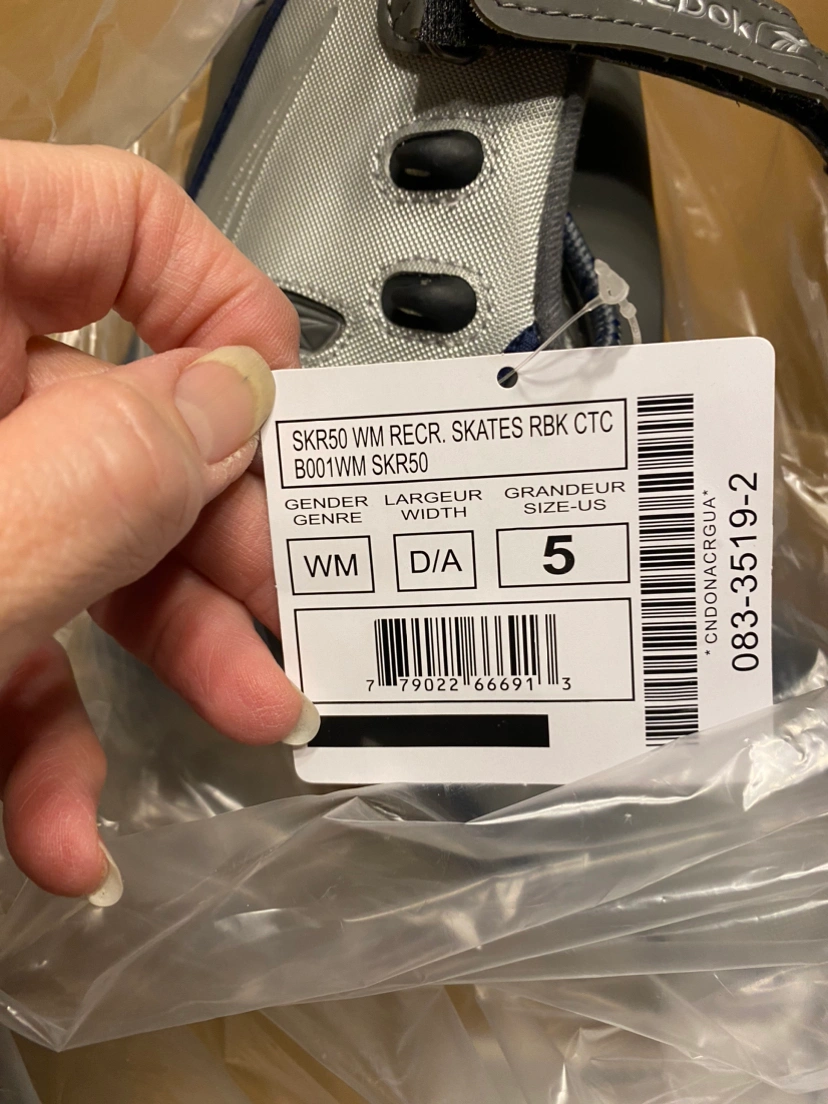 Reebok
SKR50 WM RECR. SKATES RBK CTC
B001WM SKR50
GENDER
GENRE
LARGEUR
WIDTH
GRANDEUR
SIZE-US
WM
D/A
5
7 79022 66691 3
*CNDONACRGUA*
083-3519-2